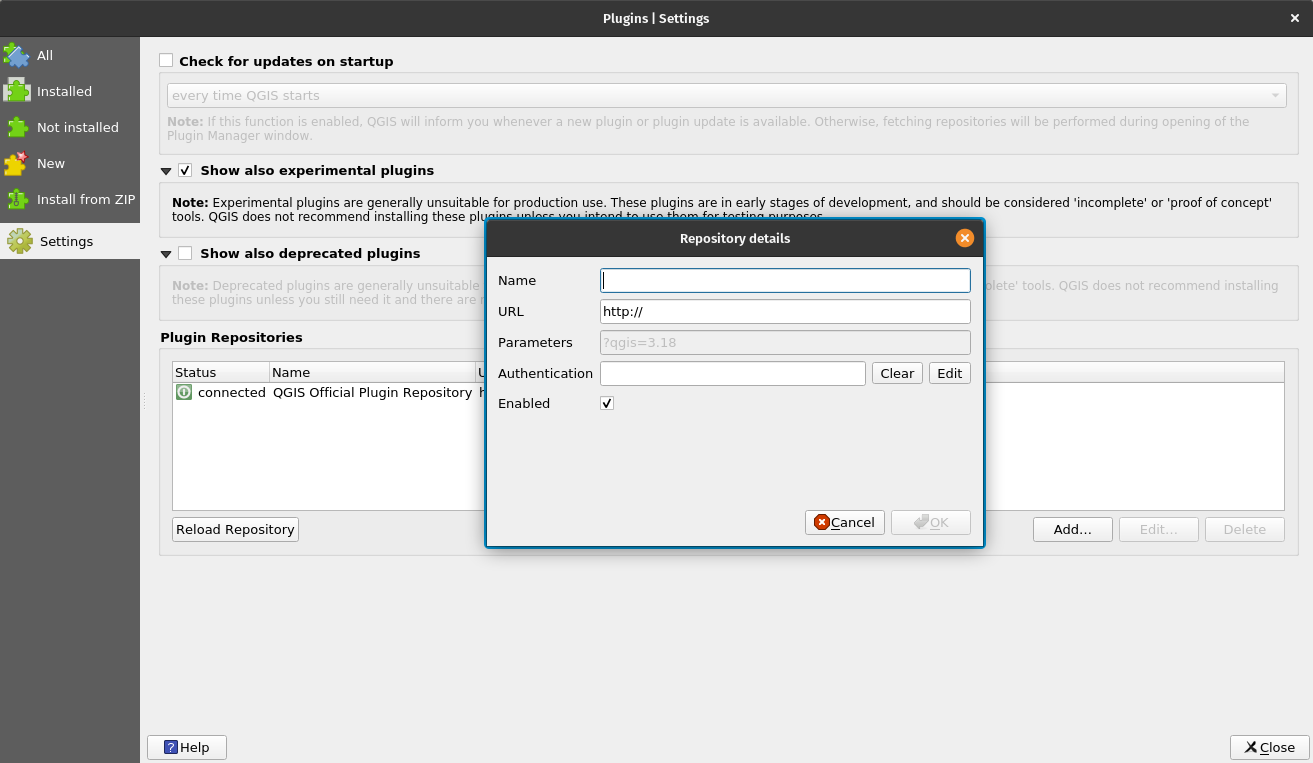 Plugins | Settings
All
Installed
Not installed
New
Install from ZIP
Settings
Check for updates on startup
every time QGIS starts
Note: If this function is enabled, QGIS will inform you whenever a new plugin or plugin update is available. Otherwise, fetching repositories will be performed during opening of the
Plugin Manager window.
Show also experimental plugins
Note: Experimental plugins are generally unsuitable for production use. These plugins are in early stages of development, and should be considered 'incomplete' or 'proof of concept'
tools. QGIS does not recommend installing these plugins unless you intend to use them for testing purposes.
Show also deprecated plugins
Note: Deprecated plugins are generally unsuitable
tools. QGIS does not recommend installing
these plugins unless you still need it and there are
Plugin Repositories
Status
Name
connected
QGIS Official Plugin Repository
Reload Repository
Add...
Edit...
Delete
Repository details
Name
URL
http://
Parameters
?qgis=3.18
Authentication
Clear
Edit
Enabled
Cancel
OK
Help
Close